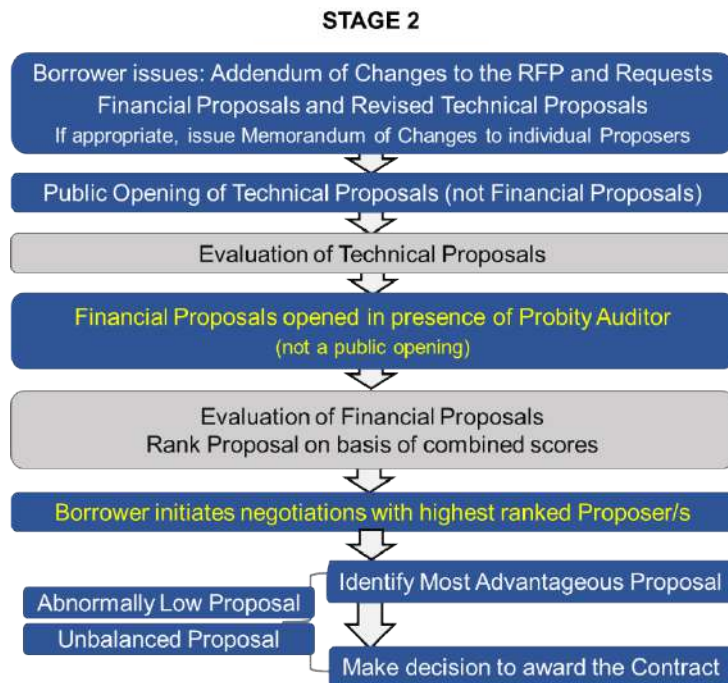 STAGE 2
Borrower issues: Addendum of Changes to the RFP and Requests
Financial Proposals and Revised Technical Proposals
If appropriate, issue Memorandum of Changes to individual Proposers
Public Opening of Technical Proposals (not Financial Proposals)
Evaluation of Technical Proposals
Financial Proposals opened in presence of Probity Auditor
(not a public opening)
Evaluation of Financial Proposals
Rank Proposal on basis of combined scores
Borrower initiates negotiations with highest ranked Proposer/s
Identify Most Advantageous Proposal
Abnormally Low Proposal
Unbalanced Proposal
Make decision to award the Contract